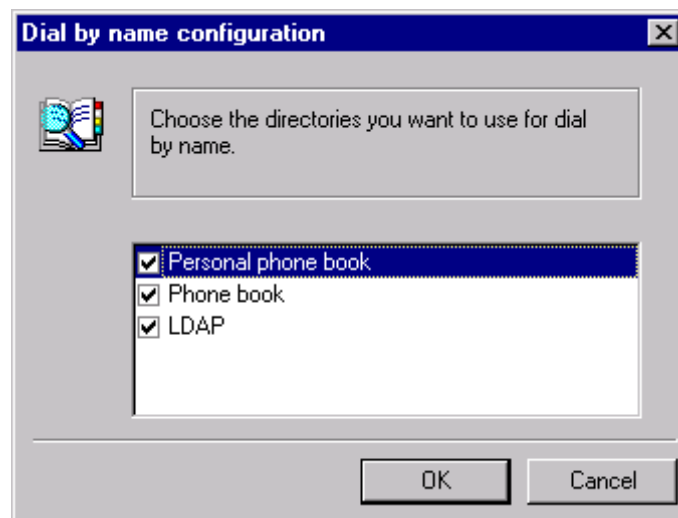 Dial by name configuration
Choose the directories you want to use for dial
by name.
Personal phone book
Phone book
LDAP
OK
Cancel